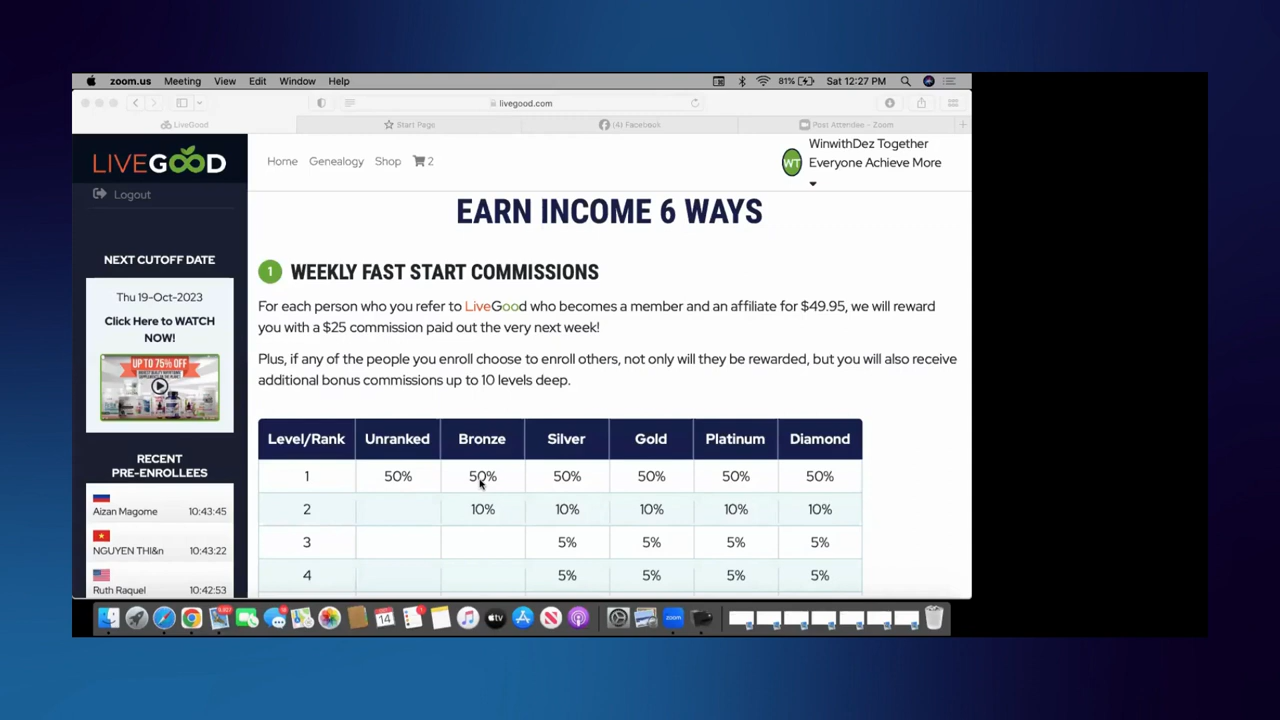 zoom.us Meeting View Edit Window Help 81% Sat 12:27 PM
livegood.com
LiveGood Start Page (4) Facebook Post Attendee - Zoom
LIVEGOOD
Home Genealogy Shop 2
WT
WinwithDez Together
Everyone Achieve More
Logout
NEXT CUTOFF DATE
Thu 19-Oct-2023
Click Here to WATCH
NOW!
UP TO 75% OFF
RECENT
PRE-ENROLLEES
Aizan Magome 10:43:45
NGUYEN THI&n 10:43:22
Ruth Raquel 10:42:53
EARN INCOME 6 WAYS
1 WEEKLY FAST START COMMISSIONS
For each person who you refer to LiveGood who becomes a member and an affiliate for $49.95, we will reward
you with a $25 commission paid out the very next week!
Plus, if any of the people you enroll choose to enroll others, not only will they be rewarded, but you will also receive
additional bonus commissions up to 10 levels deep.
Level/Rank Unranked Bronze Silver Gold Platinum Diamond
1 50% 50% 50% 50% 50% 50%
2 10% 10% 10% 10% 10%
3 5% 5% 5% 5%
4 5% 5% 5% 5%
14 tv zoom